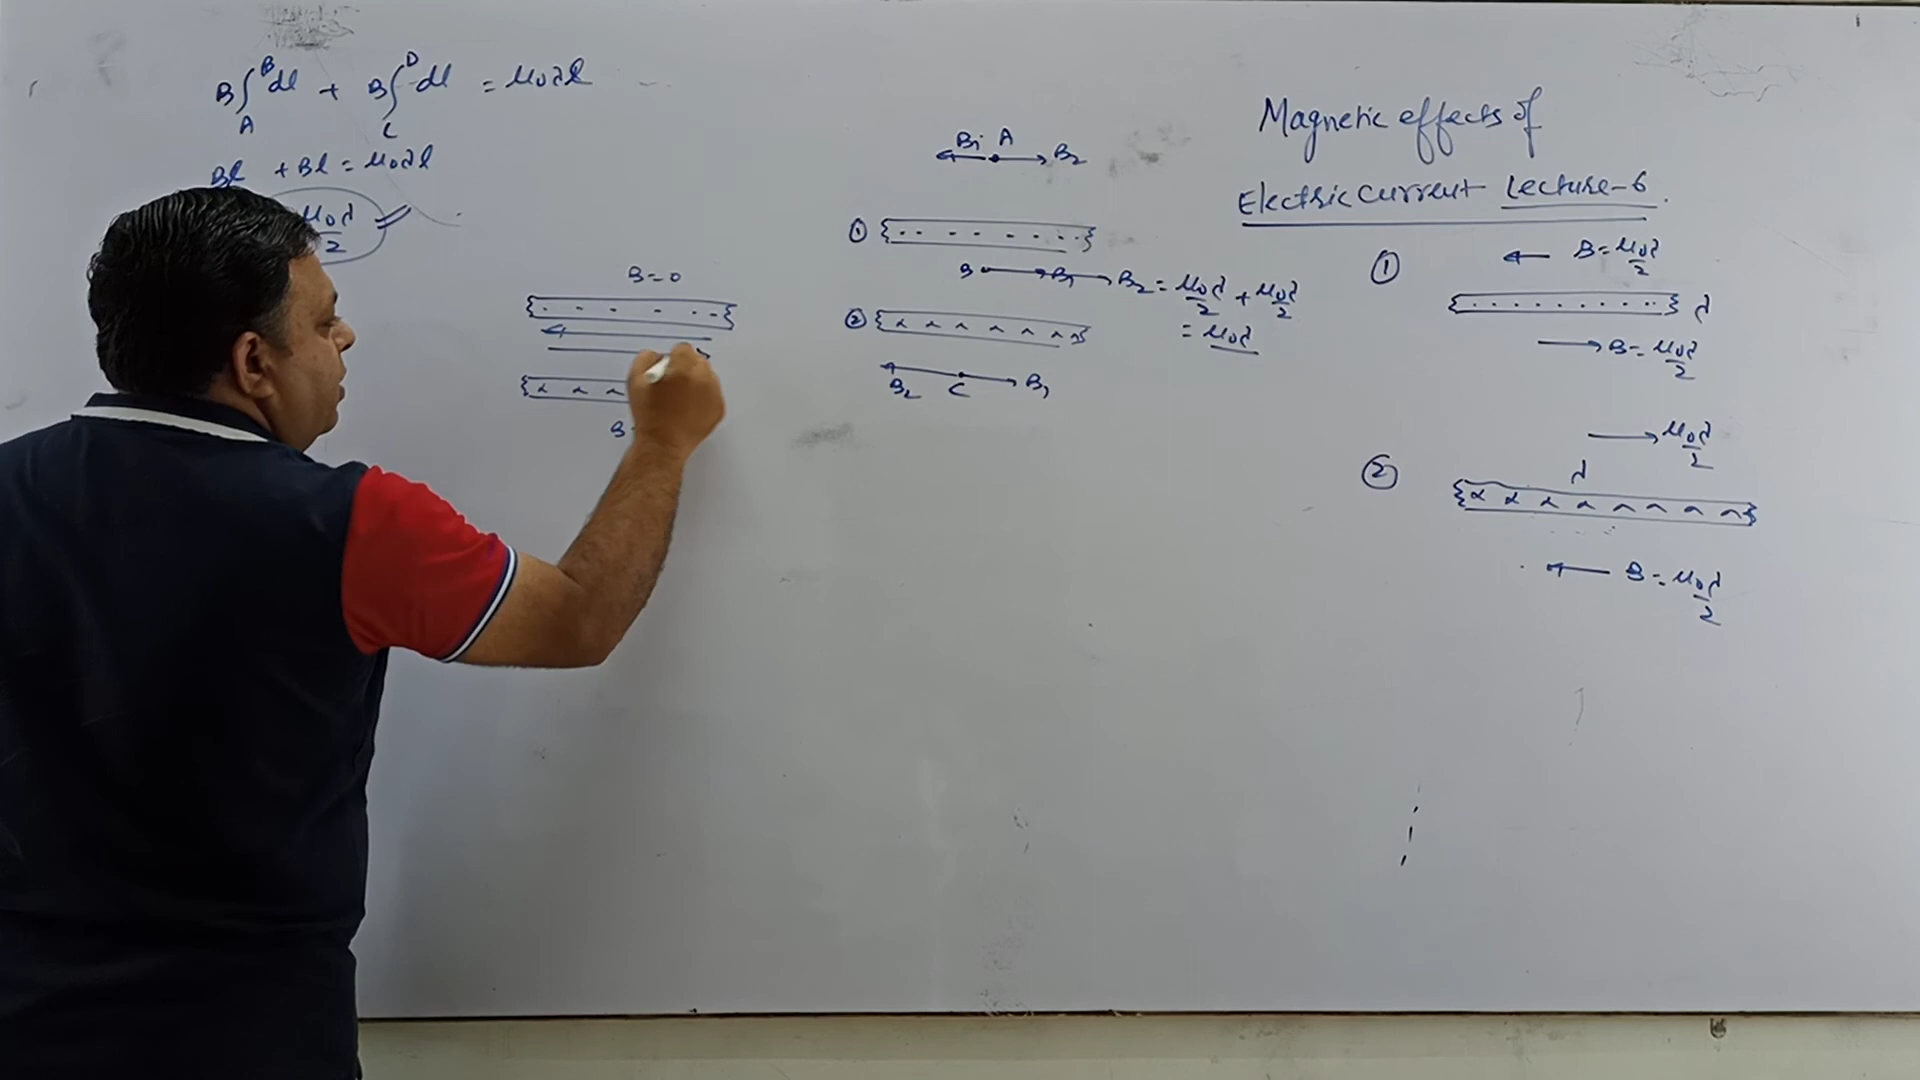 B∫_A^B dl + B∫_C^D dl = μ₀λl
Bl + Bl = μ₀λl
μ₀λ/2
B=0
B₁ A B₂
①
B B₁ B₂ = μ₀λ/2 + μ₀λ/2
= μ₀λ
②
B₂ C B₁
Magnetic effects of
Electric Current Lecture-6
① B=μ₀λ/2
λ
B=μ₀λ/2
μ₀λ/2
② λ
B=μ₀λ/2